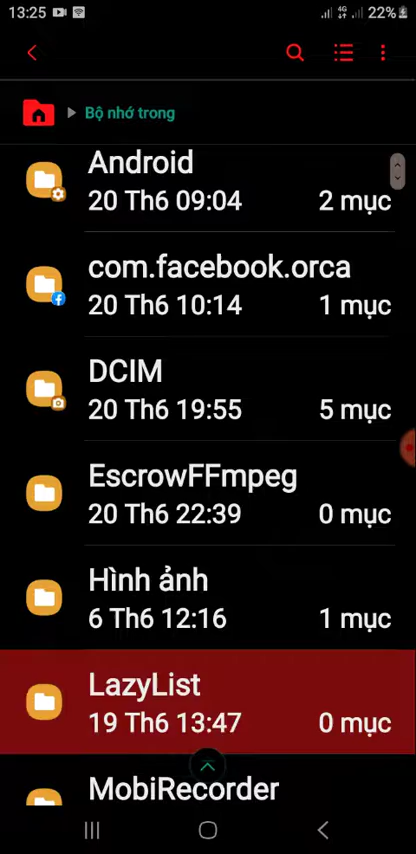 13:25 4G 22%
Bộ nhớ trong
Android
20 Th6 09:04 2 mục
com.facebook.orca
20 Th6 10:14 1 mục
DCIM
20 Th6 19:55 5 mục
EscrowFFmpeg
20 Th6 22:39 0 mục
Hình ảnh
6 Th6 12:16 1 mục
LazyList
19 Th6 13:47 0 mục
MobiRecorder